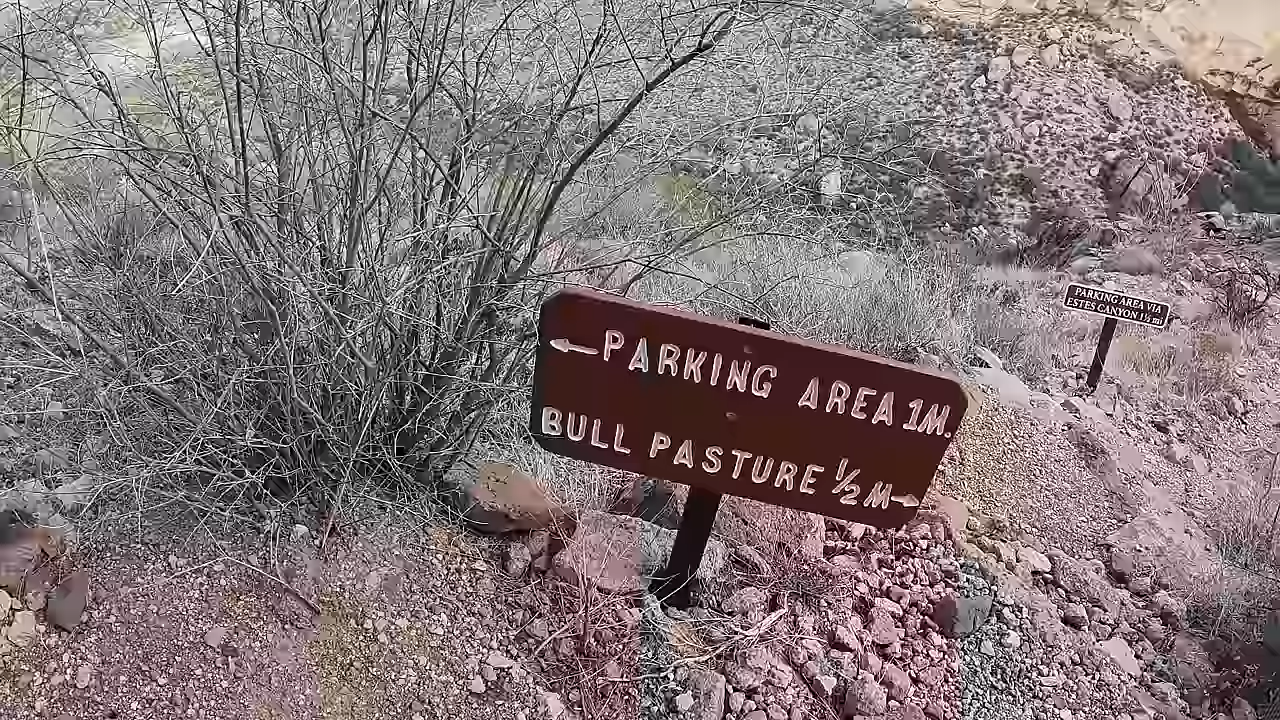 PARKING AREA 1M.
BULL PASTURE 1/2 M
PARKING AREA VIA
ESTES CANYON 1½ mi